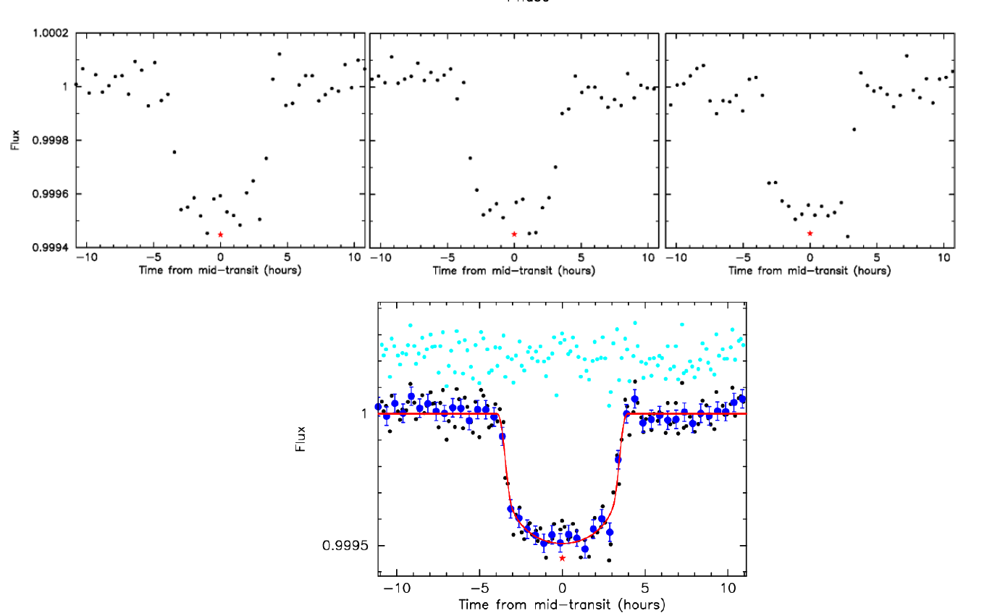 1.0002
1
0.9998
0.9996
0.9994
Flux
−10 −5 0 5 10 −10 −5 0 5 10 −10 −5 0 5 10
Time from mid−transit (hours) Time from mid−transit (hours) Time from mid−transit (hours)
1
Flux
0.9995
−10 −5 0 5 10
Time from mid−transit (hours)